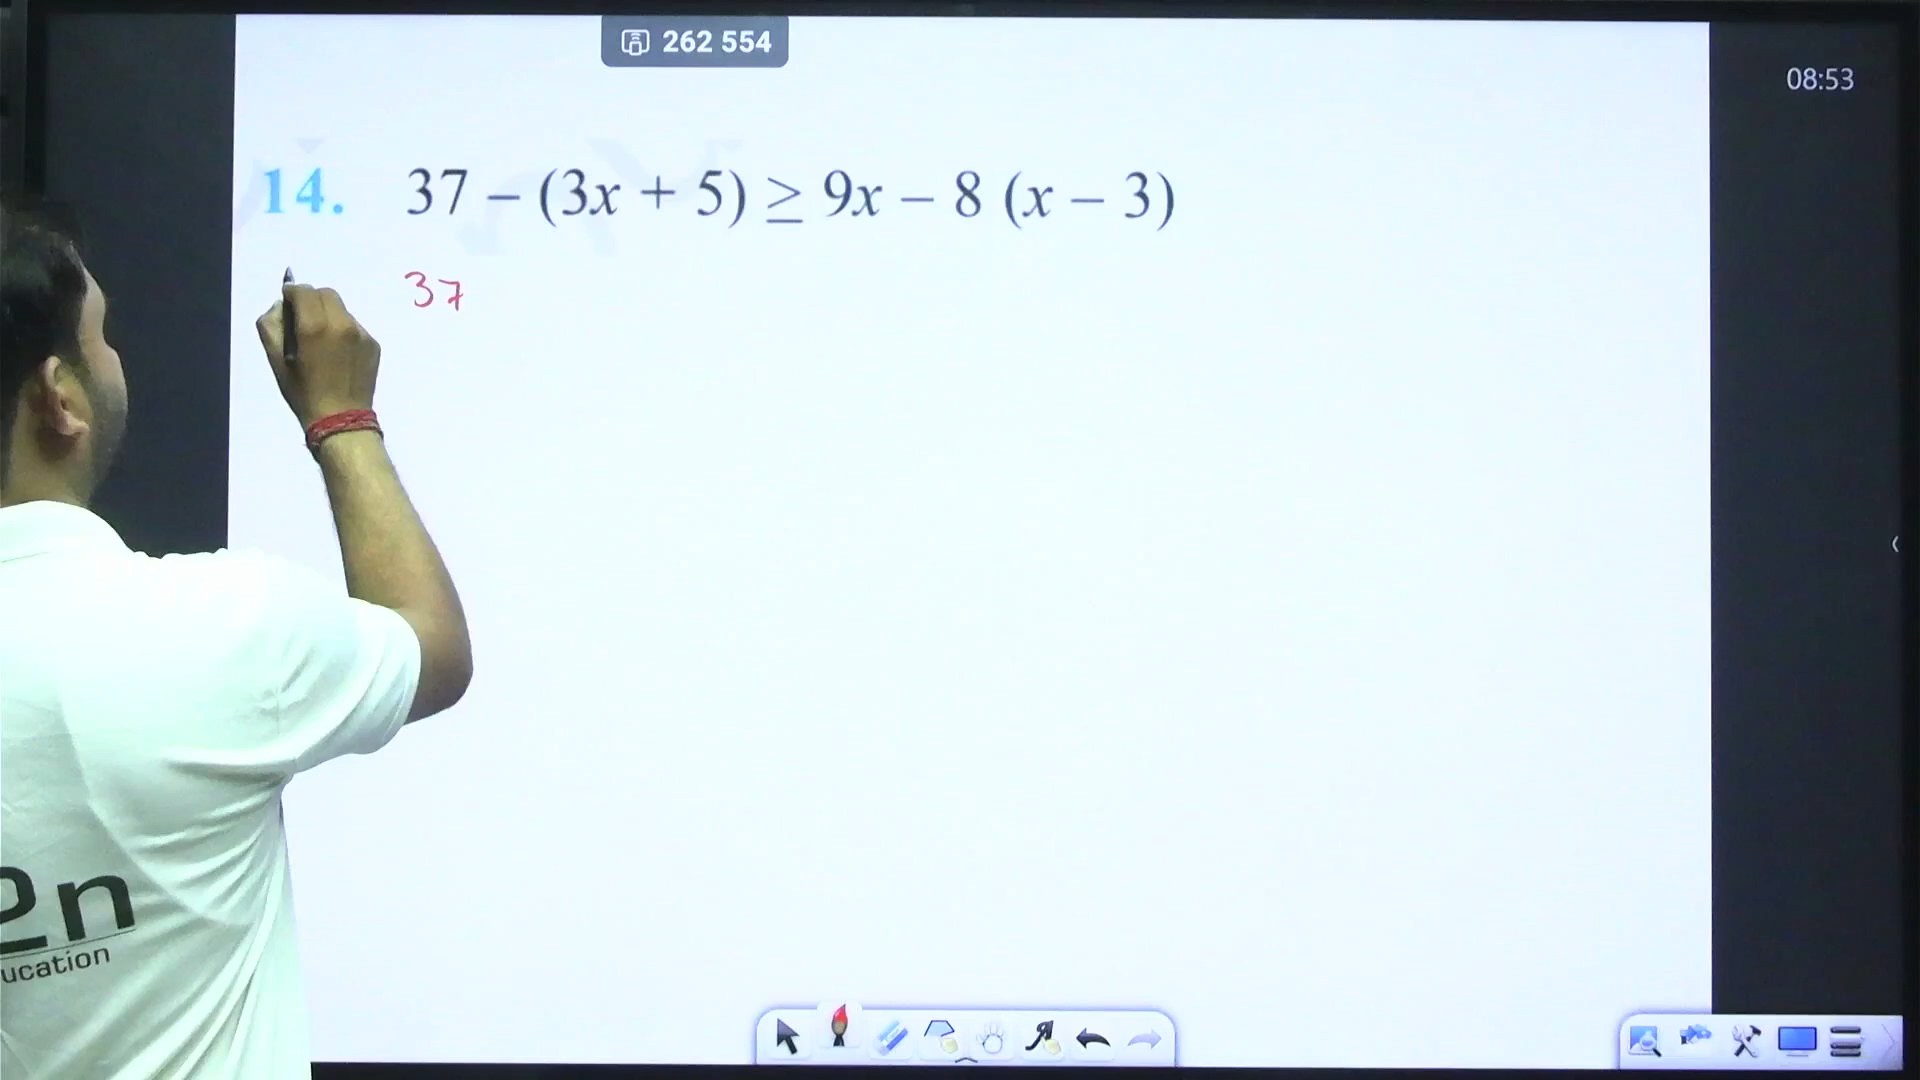 262 554
08:53
14. 37 – (3x + 5) ≥ 9x – 8 (x – 3)
37
2n
ucation